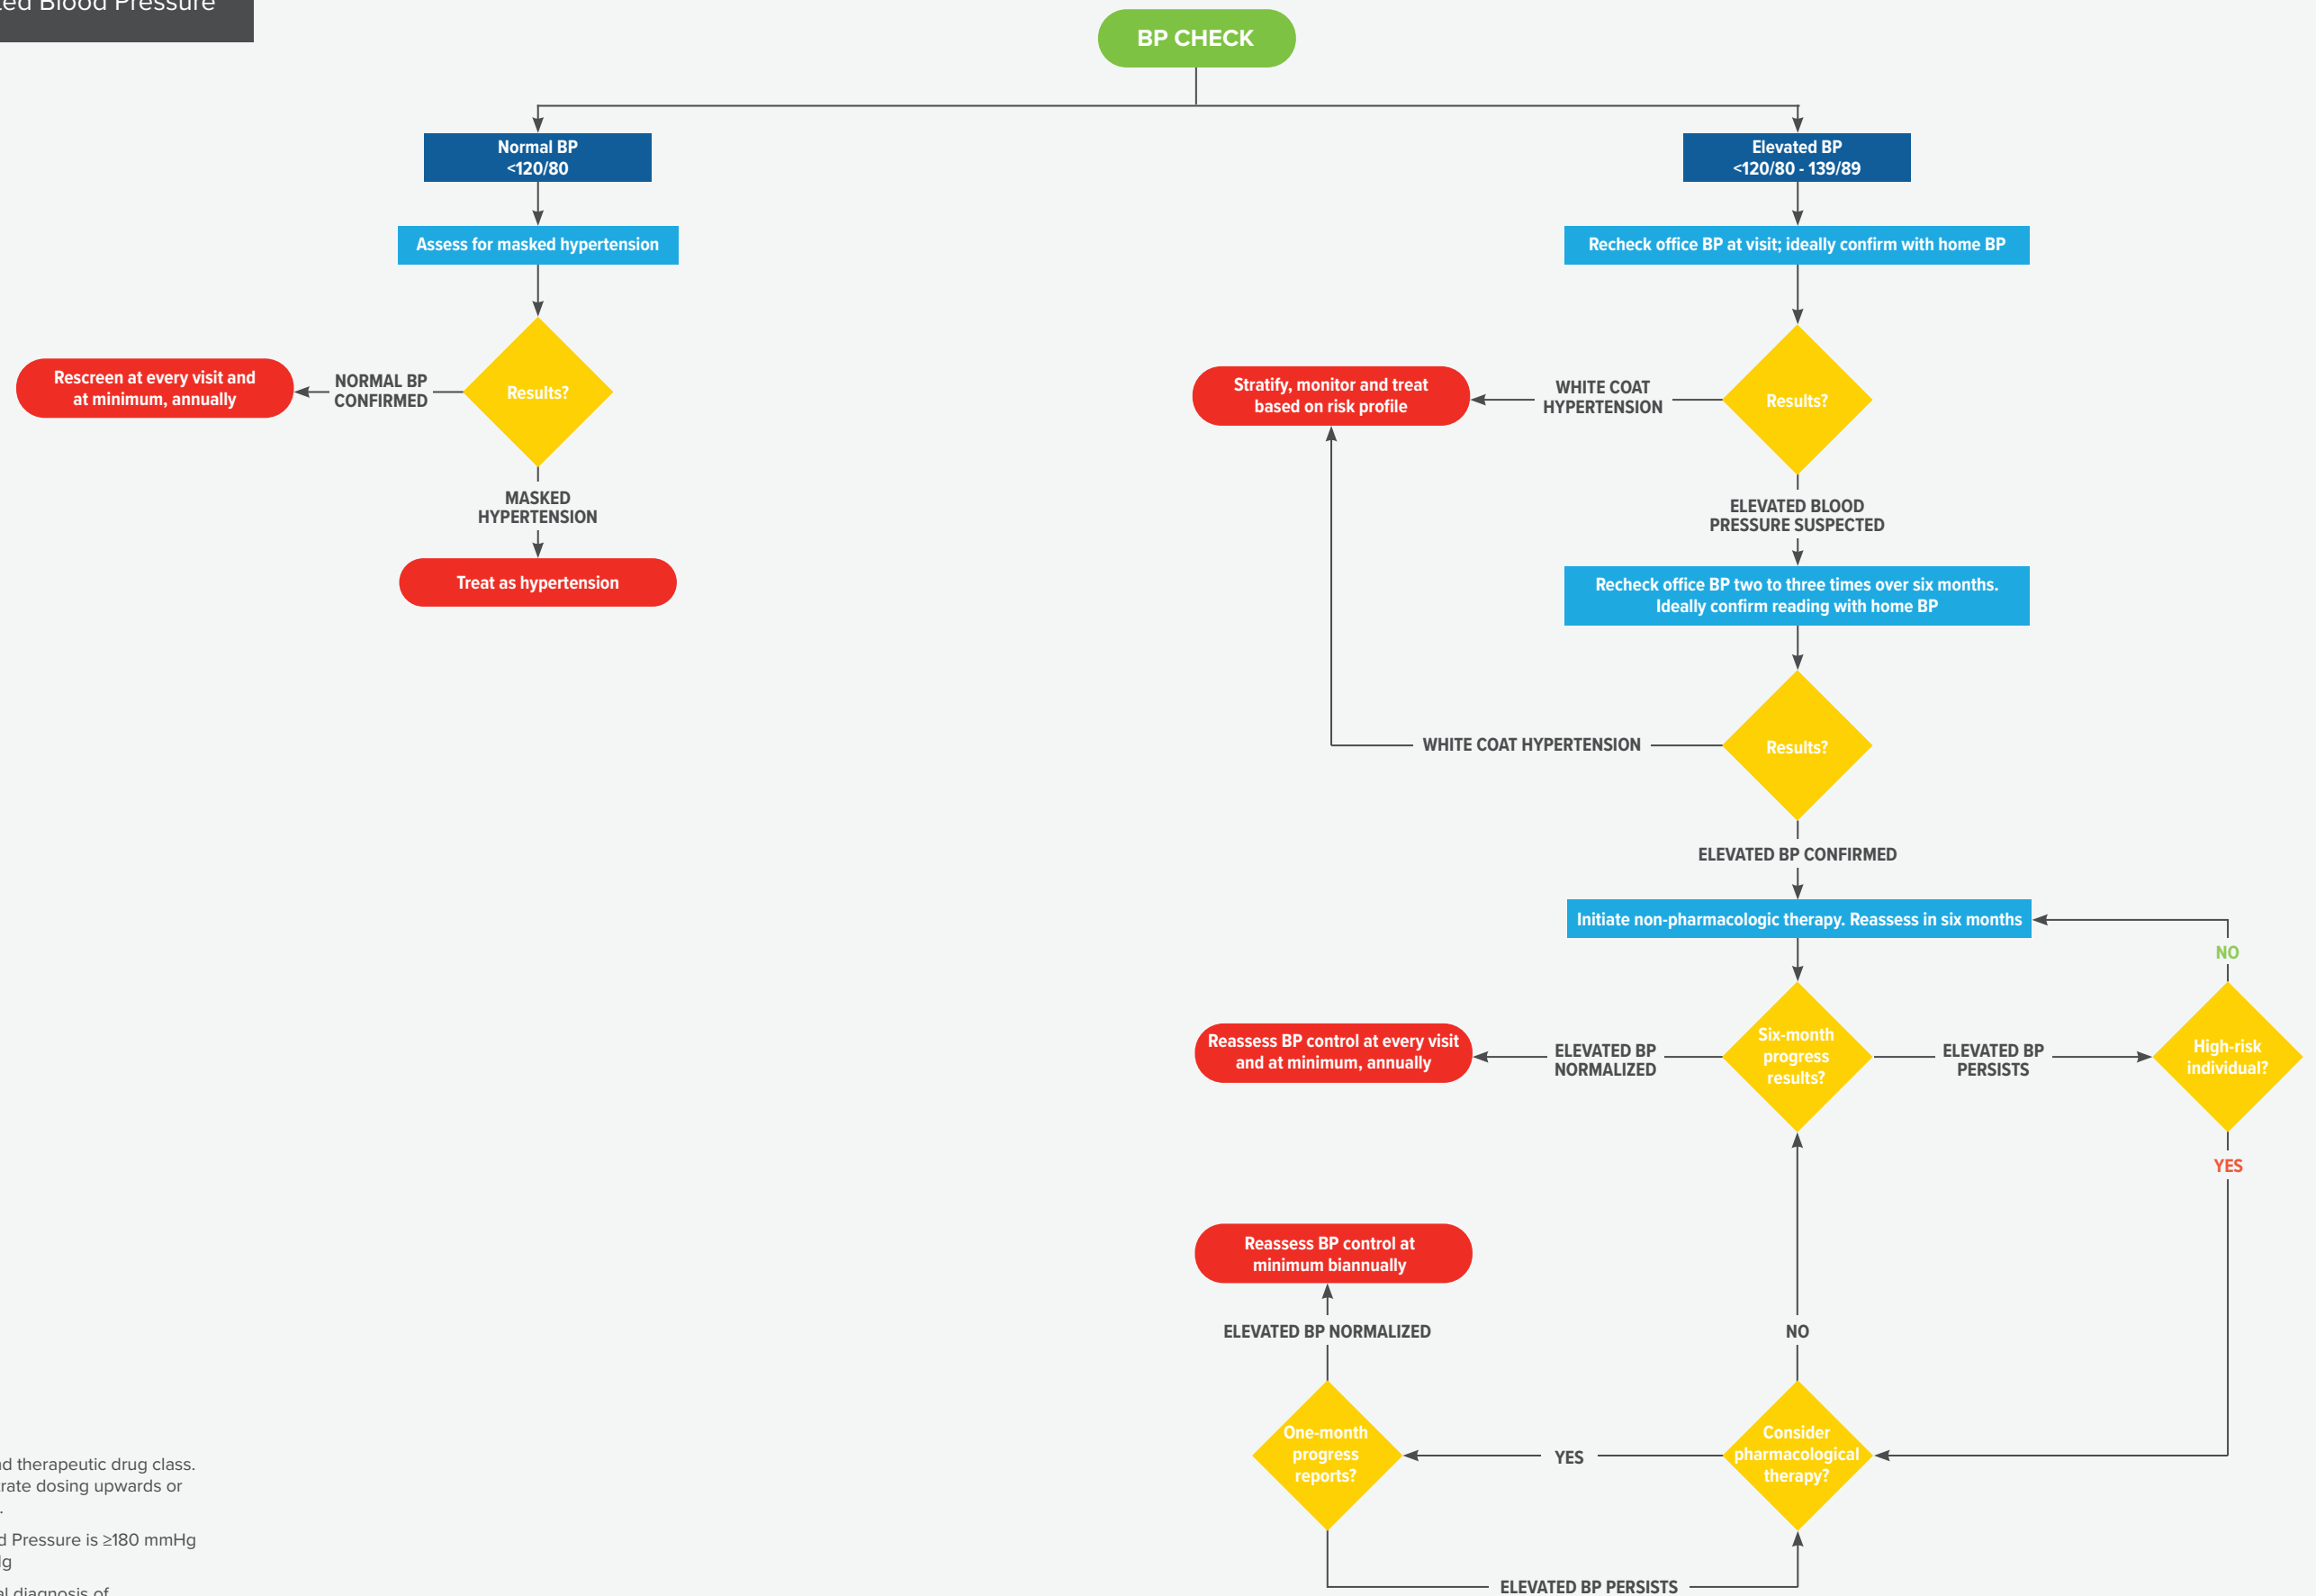 ted Blood Pressure
BP CHECK
Normal BP
<120/80
Elevated BP
<120/80 - 139/89
Assess for masked hypertension
Recheck office BP at visit; ideally confirm with home BP
Results?
NORMAL BP
CONFIRMED
Rescreen at every visit and
at minimum, annually
MASKED
HYPERTENSION
Treat as hypertension
Results?
WHITE COAT
HYPERTENSION
Stratify, monitor and treat
based on risk profile
ELEVATED BLOOD
PRESSURE SUSPECTED
Recheck office BP two to three times over six months.
Ideally confirm reading with home BP
Results?
WHITE COAT HYPERTENSION
ELEVATED BP CONFIRMED
Initiate non-pharmacologic therapy. Reassess in six months
NO
Six-month
progress
results?
ELEVATED BP
NORMALIZED
Reassess BP control at every visit
and at minimum, annually
ELEVATED BP
PERSISTS
High-risk
individual?
YES
Reassess BP control at
minimum biannually
ELEVATED BP NORMALIZED
NO
One-month
progress
reports?
YES
Consider
pharmacological
therapy?
ELEVATED BP PERSISTS
nd therapeutic drug class.
rate dosing upwards or
.
d Pressure is ≥180 mmHg
lg
al diagnosis of